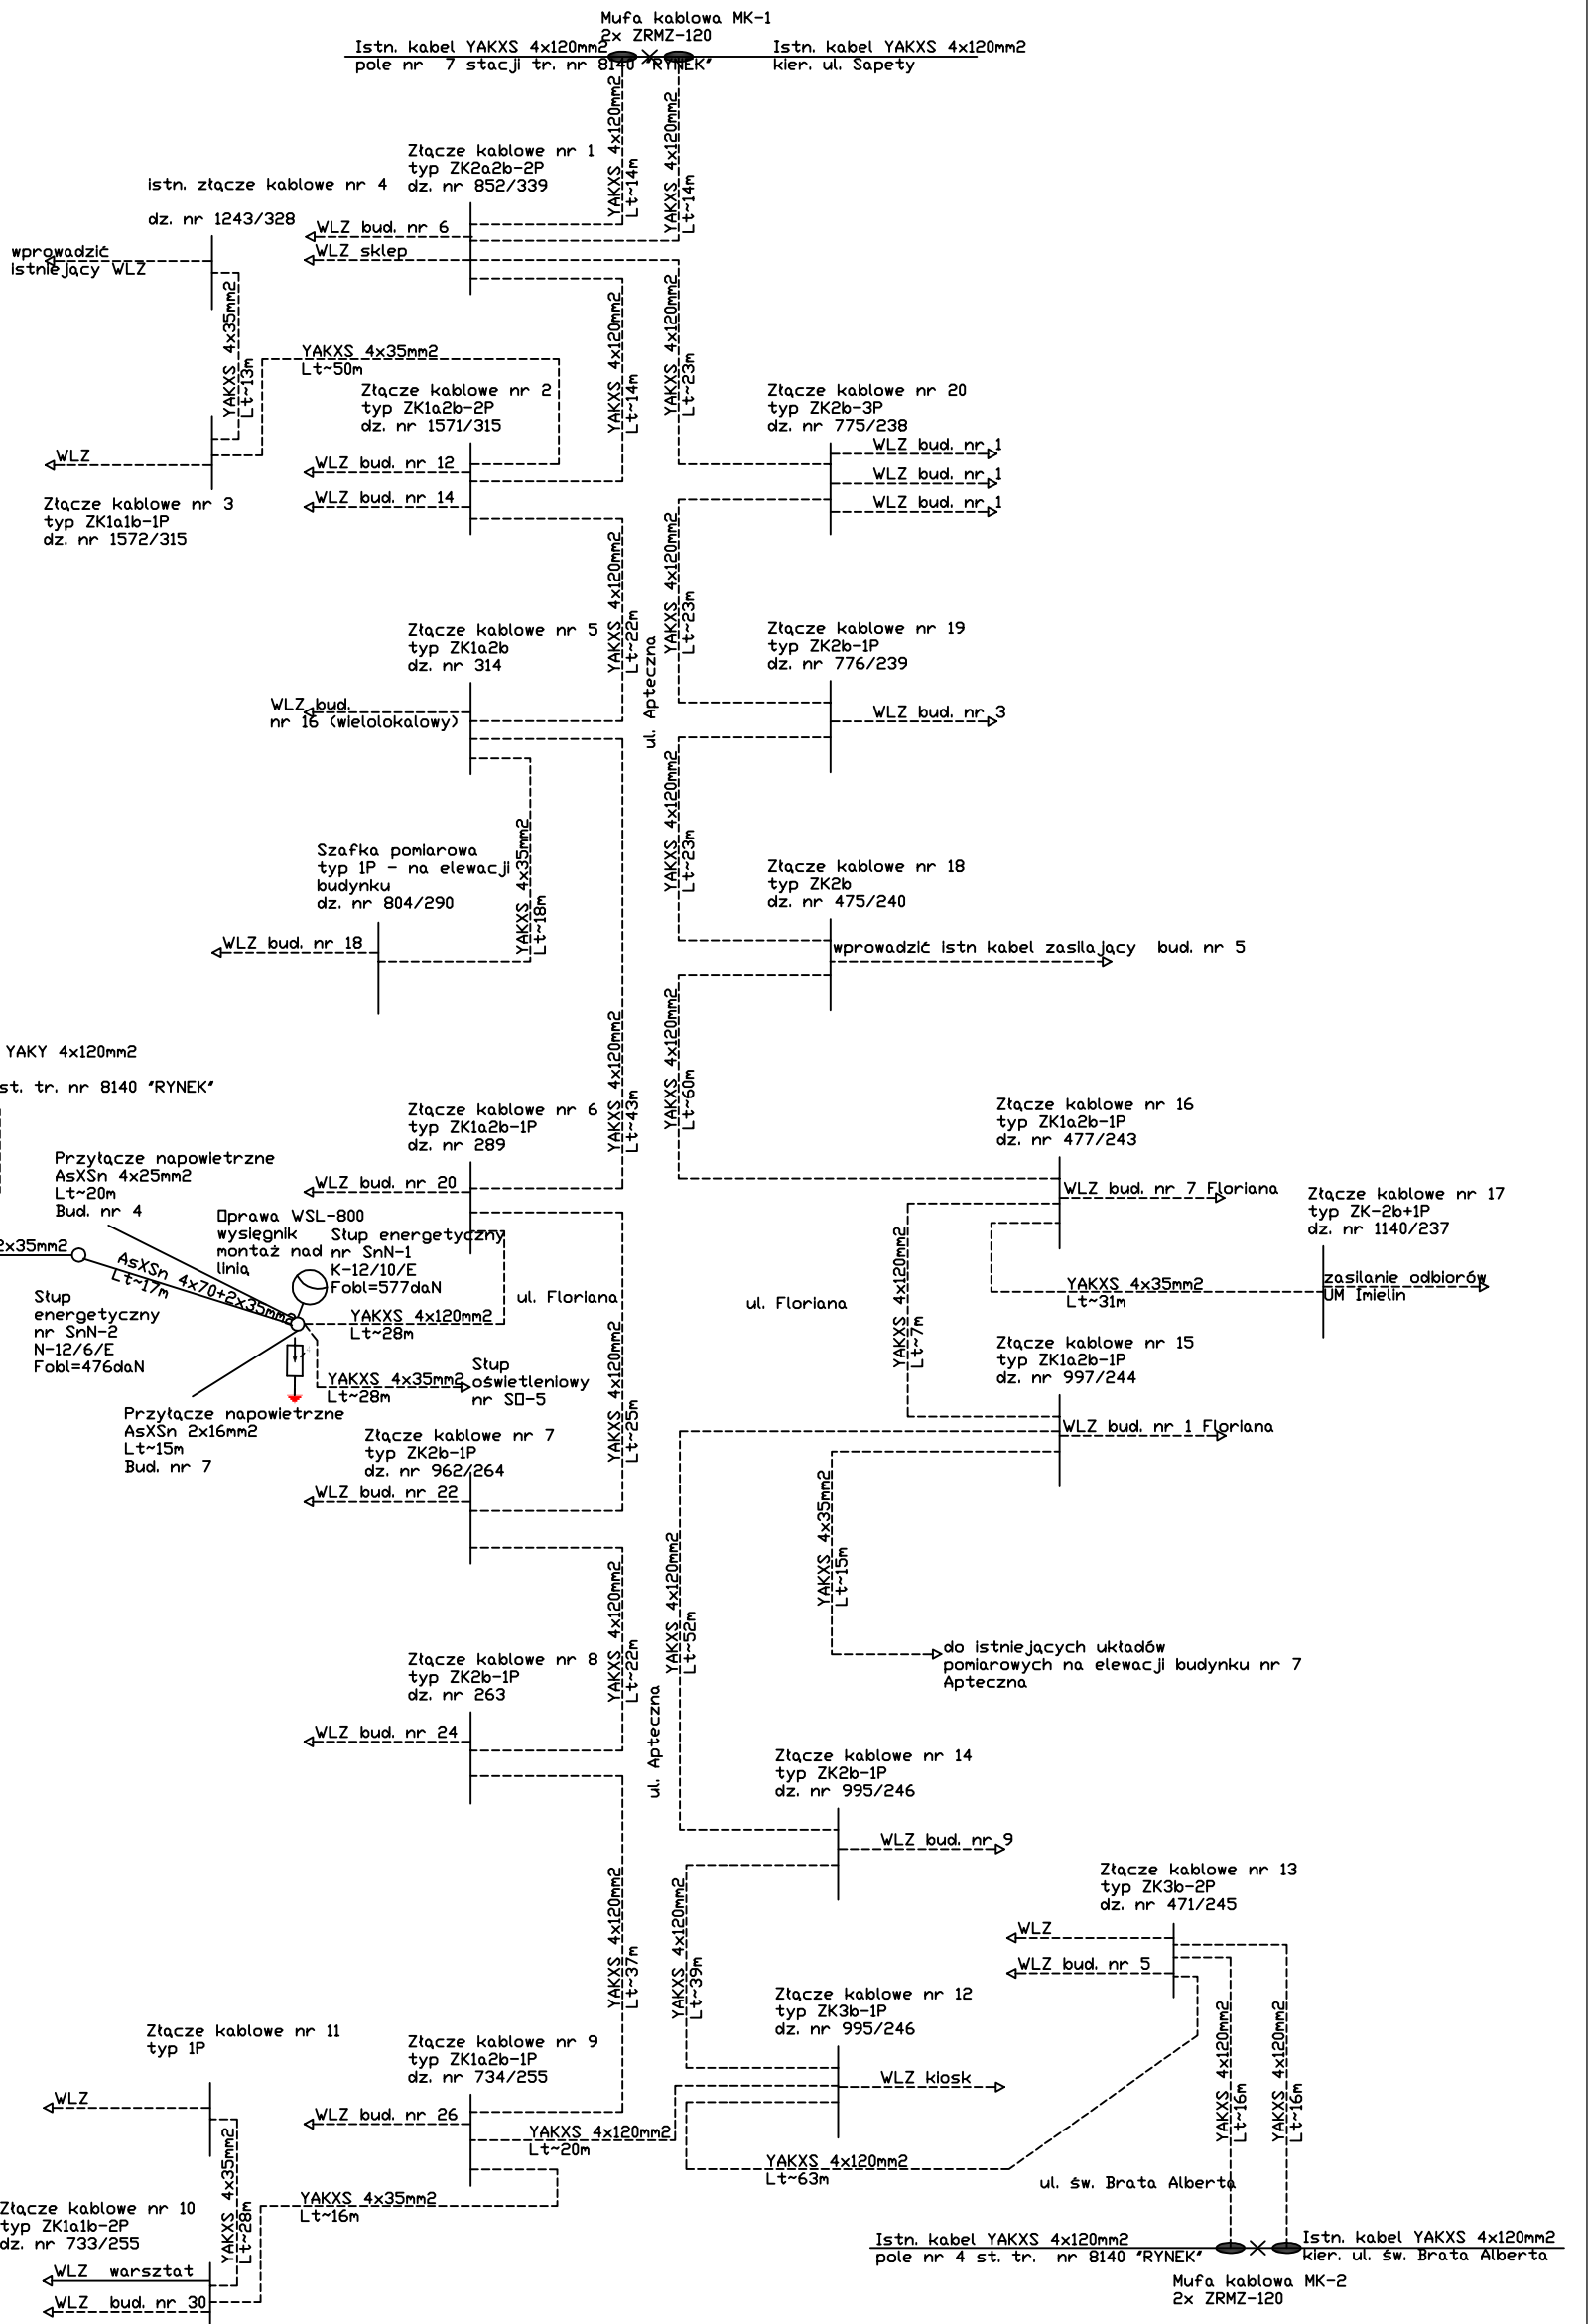 Mufa kablowa MK-1
2x ZRMZ-120
Istn. kabel YAKXS 4x120mm2
pole nr 7 stacji tr. nr 8140 "RYNEK"
Istn. kabel YAKXS 4x120mm2
kier. ul. Sapety
YAKXS 4x120mm2
Lt~14m
YAKXS 4x120mm2
Lt~14m
Złącze kablowe nr 1
typ ZK2a2b-2P
dz. nr 852/339
WLZ bud. nr 6
WLZ sklep
istn. złącze kablowe nr 4
dz. nr 1243/328
wprowadzić
istniejący WLZ
YAKXS 4x35mm2
Lt~13m
YAKXS 4x35mm2
Lt~50m
YAKXS 4x120mm2
Lt~14m
YAKXS 4x120mm2
Lt~23m
Złącze kablowe nr 2
typ ZK1a2b-2P
dz. nr 1571/315
WLZ bud. nr 12
WLZ bud. nr 14
WLZ
Złącze kablowe nr 3
typ ZK1a1b-1P
dz. nr 1572/315
Złącze kablowe nr 20
typ ZK2b-3P
dz. nr 775/238
WLZ bud. nr 1
WLZ bud. nr 1
WLZ bud. nr 1
YAKXS 4x120mm2
Lt~22m
ul. Apteczna
YAKXS 4x120mm2
Lt~23m
Złącze kablowe nr 5
typ ZK1a2b
dz. nr 314
WLZ bud.
nr 16 (wielolokalowy)
Złącze kablowe nr 19
typ ZK2b-1P
dz. nr 776/239
WLZ bud. nr 3
Szafka pomiarowa
typ 1P - na elewacji
budynku
dz. nr 804/290
WLZ bud. nr 18
YAKXS 4x35mm2
Lt~18m
YAKXS 4x120mm2
Lt~23m
Złącze kablowe nr 18
typ ZK2b
dz. nr 475/240
wprowadzić istn kabel zasilający bud. nr 5
YAKXS 4x120mm2
Lt~43m
YAKXS 4x120mm2
Lt~60m
YAKY 4x120mm2
st. tr. nr 8140 "RYNEK"
Złącze kablowe nr 6
typ ZK1a2b-1P
dz. nr 289
WLZ bud. nr 20
Złącze kablowe nr 16
typ ZK1a2b-1P
dz. nr 477/243
WLZ bud. nr 7 Floriana
Złącze kablowe nr 17
typ ZK-2b+1P
dz. nr 1140/237
zasilanie odbiorów
UM Imielin
YAKXS 4x35mm2
Lt~31m
Przyłącze napowietrzne
AsXSn 4x25mm2
Lt~20m
Bud. nr 4
Oprawa WSL-800
wysięgnik
montaż nad
linią
Słup energetyczny
nr SnN-1
K-12/10/E
Fobl=577daN
2x35mm2
AsXSn 4x70+2x35mm2
Lt~17m
Słup
energetyczny
nr SnN-2
N-12/6/E
Fobl=476daN
YAKXS 4x120mm2
Lt~28m
YAKXS 4x35mm2
Lt~28m
Słup
oświetleniowy
nr SO-5
ul. Floriana
ul. Floriana
YAKXS 4x120mm2
Lt~25m
YAKXS 4x120mm2
Lt~7m
Przyłącze napowietrzne
AsXSn 2x16mm2
Lt~15m
Bud. nr 7
Złącze kablowe nr 7
typ ZK2b-1P
dz. nr 962/264
WLZ bud. nr 22
Złącze kablowe nr 15
typ ZK1a2b-1P
dz. nr 997/244
WLZ bud. nr 1 Floriana
YAKXS 4x35mm2
Lt~15m
do istniejących układów
pomiarowych na elewacji budynku nr 7
Apteczna
YAKXS 4x120mm2
Lt~22m
YAKXS 4x120mm2
Lt~52m
Złącze kablowe nr 8
typ ZK2b-1P
dz. nr 263
WLZ bud. nr 24
ul. Apteczna
Złącze kablowe nr 14
typ ZK2b-1P
dz. nr 995/246
WLZ bud. nr 9
YAKXS 4x120mm2
Lt~37m
YAKXS 4x120mm2
Lt~39m
Złącze kablowe nr 13
typ ZK3b-2P
dz. nr 471/245
WLZ
WLZ bud. nr 5
Złącze kablowe nr 12
typ ZK3b-1P
dz. nr 995/246
WLZ kiosk
YAKXS 4x120mm2
Lt~16m
YAKXS 4x120mm2
Lt~16m
Złącze kablowe nr 11
typ 1P
WLZ
Złącze kablowe nr 9
typ ZK1a2b-1P
dz. nr 734/255
WLZ bud. nr 26
YAKXS 4x120mm2
Lt~20m
YAKXS 4x120mm2
Lt~63m
ul. św. Brata Alberta
YAKXS 4x35mm2
Lt~28m
YAKXS 4x35mm2
Lt~16m
Złącze kablowe nr 10
typ ZK1a1b-2P
dz. nr 733/255
WLZ warsztat
WLZ bud. nr 30
Istn. kabel YAKXS 4x120mm2
pole nr 4 st. tr. nr 8140 "RYNEK"
Istn. kabel YAKXS 4x120mm2
kier. ul. św. Brata Alberta
Mufa kablowa MK-2
2x ZRMZ-120